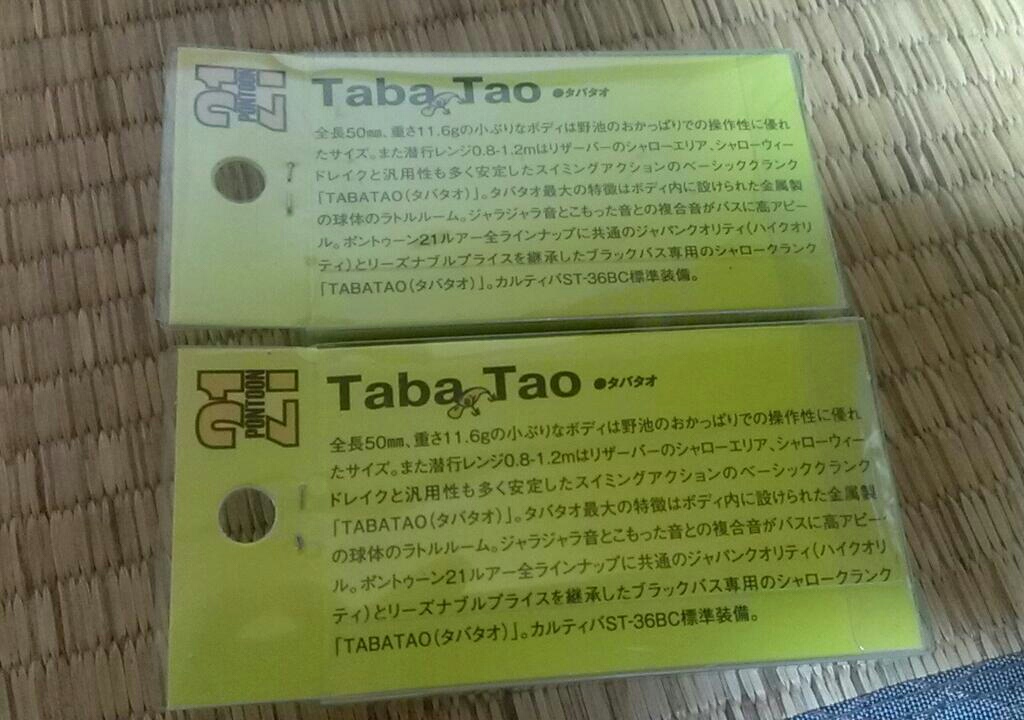 21
PONTOON
Taba Tao ●タバタオ
全長50㎜、重さ11.6gの小ぶりなボディは野池のおかっぱりでの操作性に優れ
たサイズ。また潜行レンジ0.8-1.2mはリザーバーのシャローエリア、シャローウィー
ドレイクと汎用性も多く安定したスイミングアクションのベーシッククランク
「TABATAO(タバタオ)」。タバタオ最大の特徴はボディ内に設けられた金属製
の球体のラトルルーム。ジャラジャラ音とこもった音との複合音がバスに高アピー
ル。ポントゥーン21ルアー全ラインナップに共通のジャパンクオリティ(ハイクオリ
ティ)とリーズナブルプライスを継承したブラックバス専用のシャロークランク
「TABATAO(タバタオ)」。カルティバST-36BC標準装備。
21
PONTOON
Taba Tao ●タバタオ
全長50㎜、重さ11.6gの小ぶりなボディは野池のおかっぱりでの操作性に優れ
たサイズ。また潜行レンジ0.8-1.2mはリザーバーのシャローエリア、シャローウィー
ドレイクと汎用性も多く安定したスイミングアクションのベーシッククランク
「TABATAO(タバタオ)」。タバタオ最大の特徴はボディ内に設けられた金属製
の球体のラトルルーム。ジャラジャラ音とこもった音との複合音がバスに高アピー
ル。ポントゥーン21ルアー全ラインナップに共通のジャパンクオリティ(ハイクオリ
ティ)とリーズナブルプライスを継承したブラックバス専用のシャロークランク
「TABATAO(タバタオ)」。カルティバST-36BC標準装備。